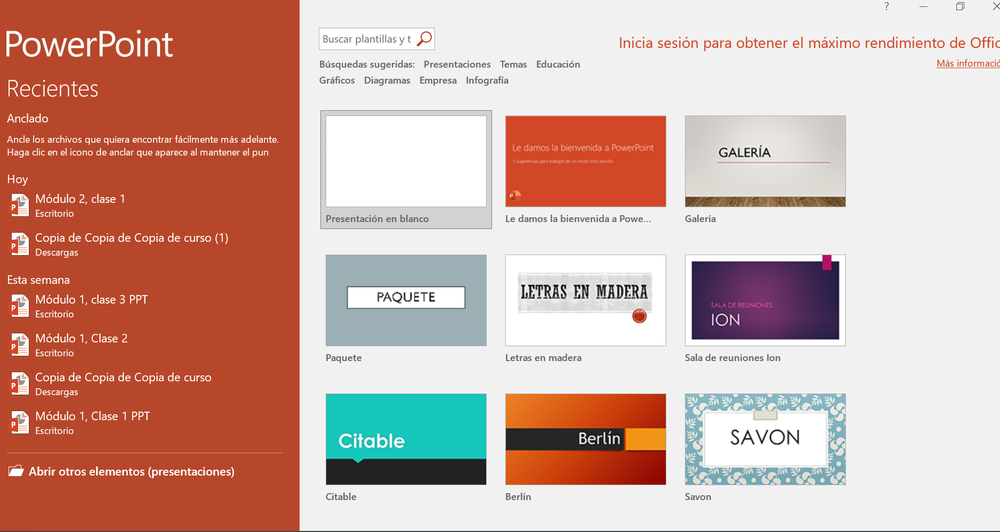 PowerPoint
Recientes
Anclado
Ancle los archivos que quiera encontrar fácilmente más adelante.
Haga clic en el icono de anclar que aparece al mantener el pun
Hoy
Módulo 2, clase 1
Escritorio
Copia de Copia de Copia de curso (1)
Descargas
Esta semana
Módulo 1, clase 3 PPT
Escritorio
Módulo 1, Clase 2
Escritorio
Copia de Copia de Copia de curso
Descargas
Módulo 1, Clase 1 PPT
Escritorio
Abrir otros elementos (presentaciones)
?
Buscar plantillas y t
Inicia sesión para obtener el máximo rendimiento de Offic
Más informació
Búsquedas sugeridas: Presentaciones Temas Educación
Gráficos Diagramas Empresa Infografía
Presentación en blanco
Le damos la bienvenida a PowerPoint
5 sugerencias para trabajar de un modo más sencillo
P
Le damos la bienvenida a Powe...
GALERÍA
Galería
PAQUETE
Paquete
LETRAS EN MADERA
Letras en madera
SALA DE REUNIONES
ION
Sala de reuniones Ion
Citable
Citable
Berlín
Berlín
SAVON
Savon